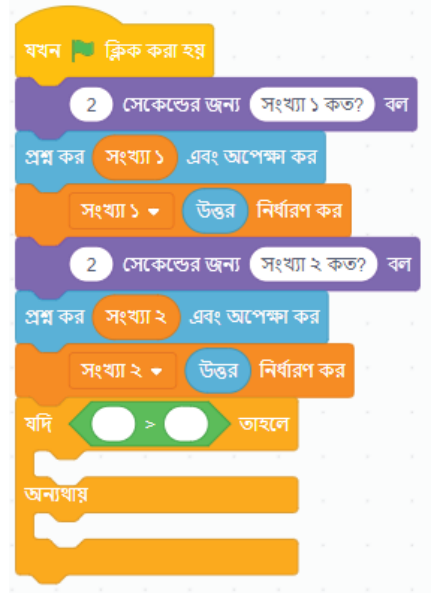 যখন ক্লিক করা হয়
2 সেকেন্ডের জন্য সংখ্যা ১ কত? বল
প্রশ্ন কর সংখ্যা ১ এবং অপেক্ষা কর
সংখ্যা ১ উত্তর নির্ধারণ কর
2 সেকেন্ডের জন্য সংখ্যা ২ কত? বল
প্রশ্ন কর সংখ্যা ২ এবং অপেক্ষা কর
সংখ্যা ২ উত্তর নির্ধারণ কর
যদি > তাহলে
অন্যথায়